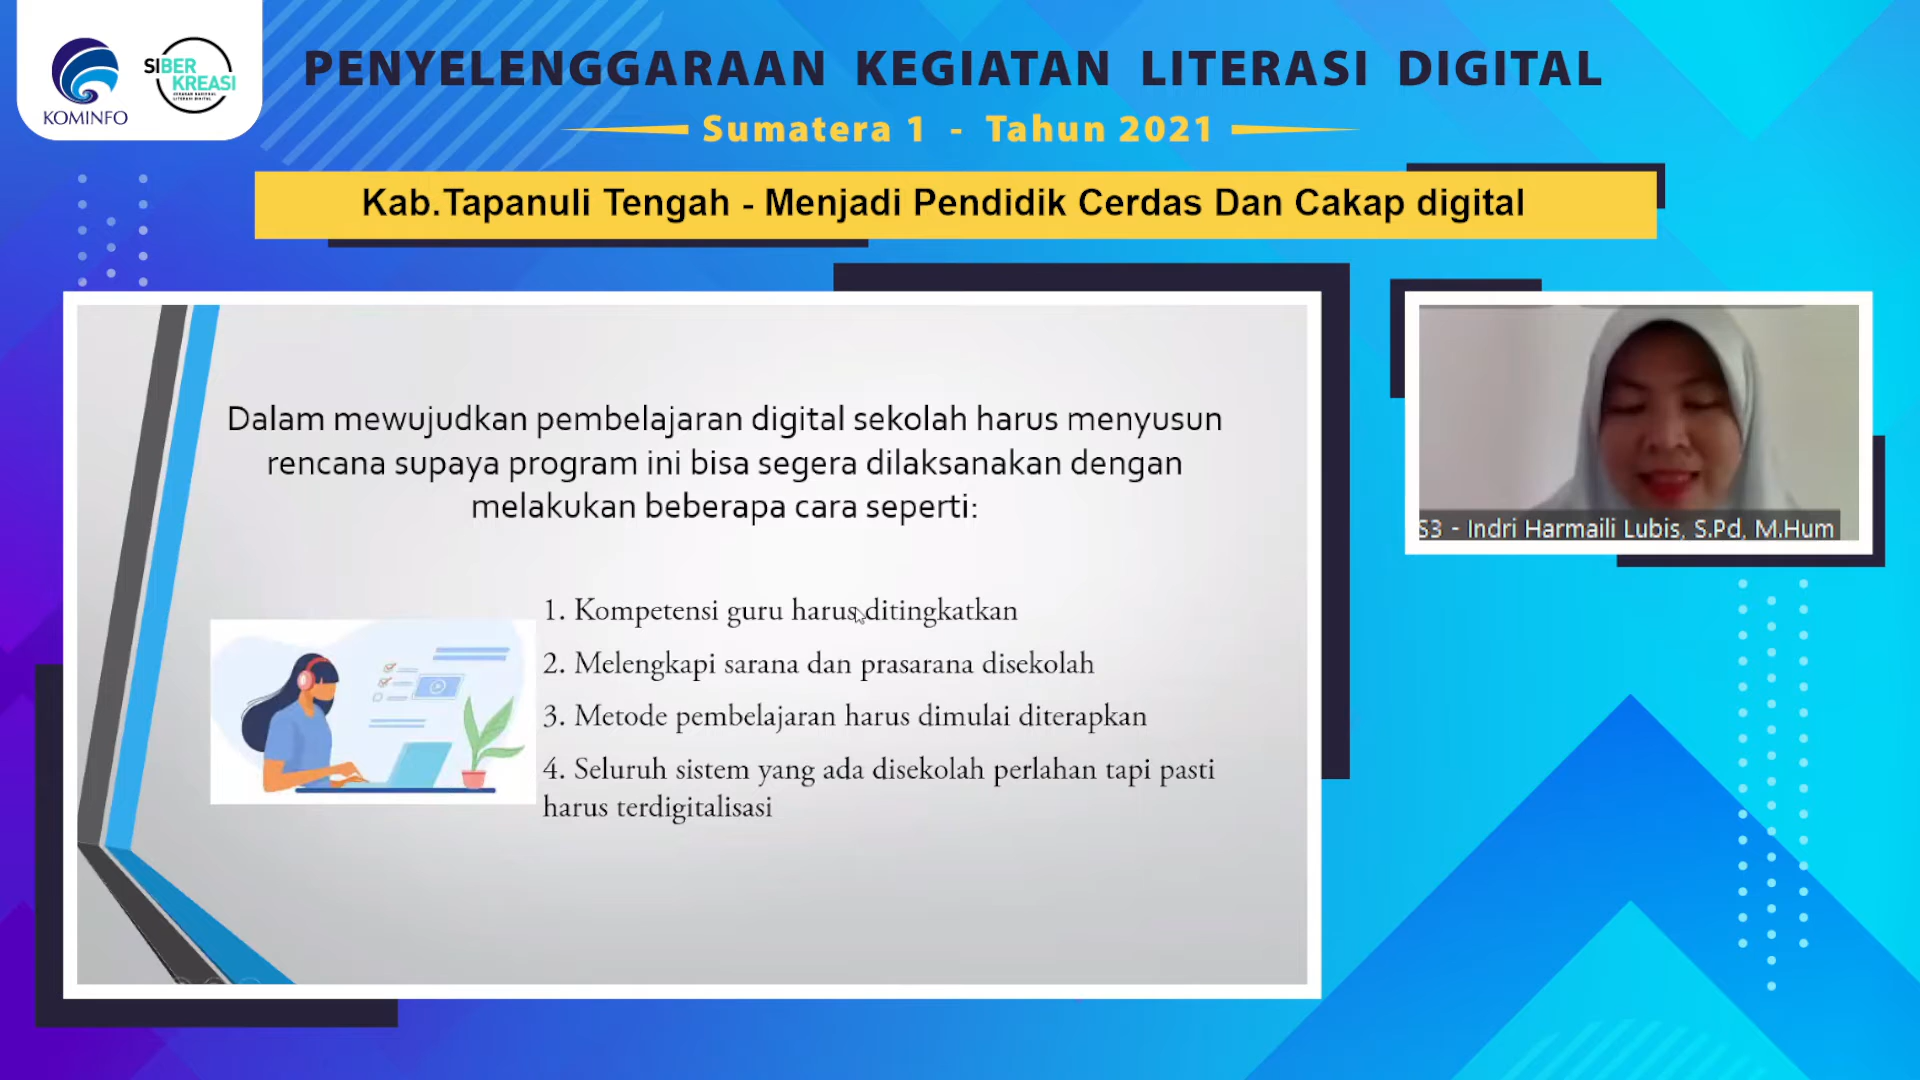 KOMINFO
SIBER
KREASI
PENYELENGGARAAN KEGIATAN LITERASI DIGITAL
Sumatera 1 - Tahun 2021
Kab.Tapanuli Tengah - Menjadi Pendidik Cerdas Dan Cakap digital
Dalam mewujudkan pembelajaran digital sekolah harus menyusun
rencana supaya program ini bisa segera dilaksanakan dengan
melakukan beberapa cara seperti:
1. Kompetensi guru harus ditingkatkan
2. Melengkapi sarana dan prasarana disekolah
3. Metode pembelajaran harus dimulai diterapkan
4. Seluruh sistem yang ada disekolah perlahan tapi pasti
harus terdigitalisasi
S3 - Indri Harmaili Lubis, S.Pd, M.Hum